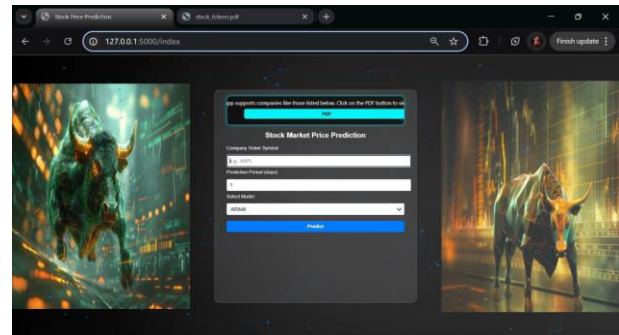 Stock Price Prediction
stock_tickers.pdf
127.0.0.1:5000/index
Finish update
app supports companies like those listed below. Click on the PDF button to vie
PDF
Stock Market Price Prediction
Company Ticker Symbol:
e.g., AAPL
Prediction Period (days):
1
Select Model:
ARIMA
Predict